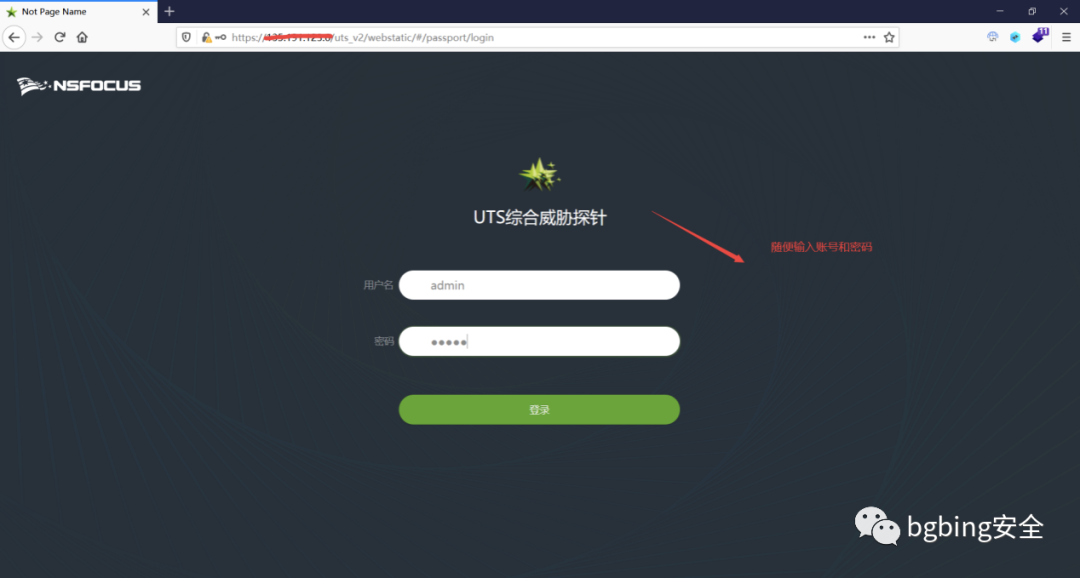 Not Page Name
https:// /uts_v2/webstatic/#/passport/login
11
NSFOCUS
UTS综合威胁探针
随便输入账号和密码
用户名
admin
密码
登录
bgbing安全